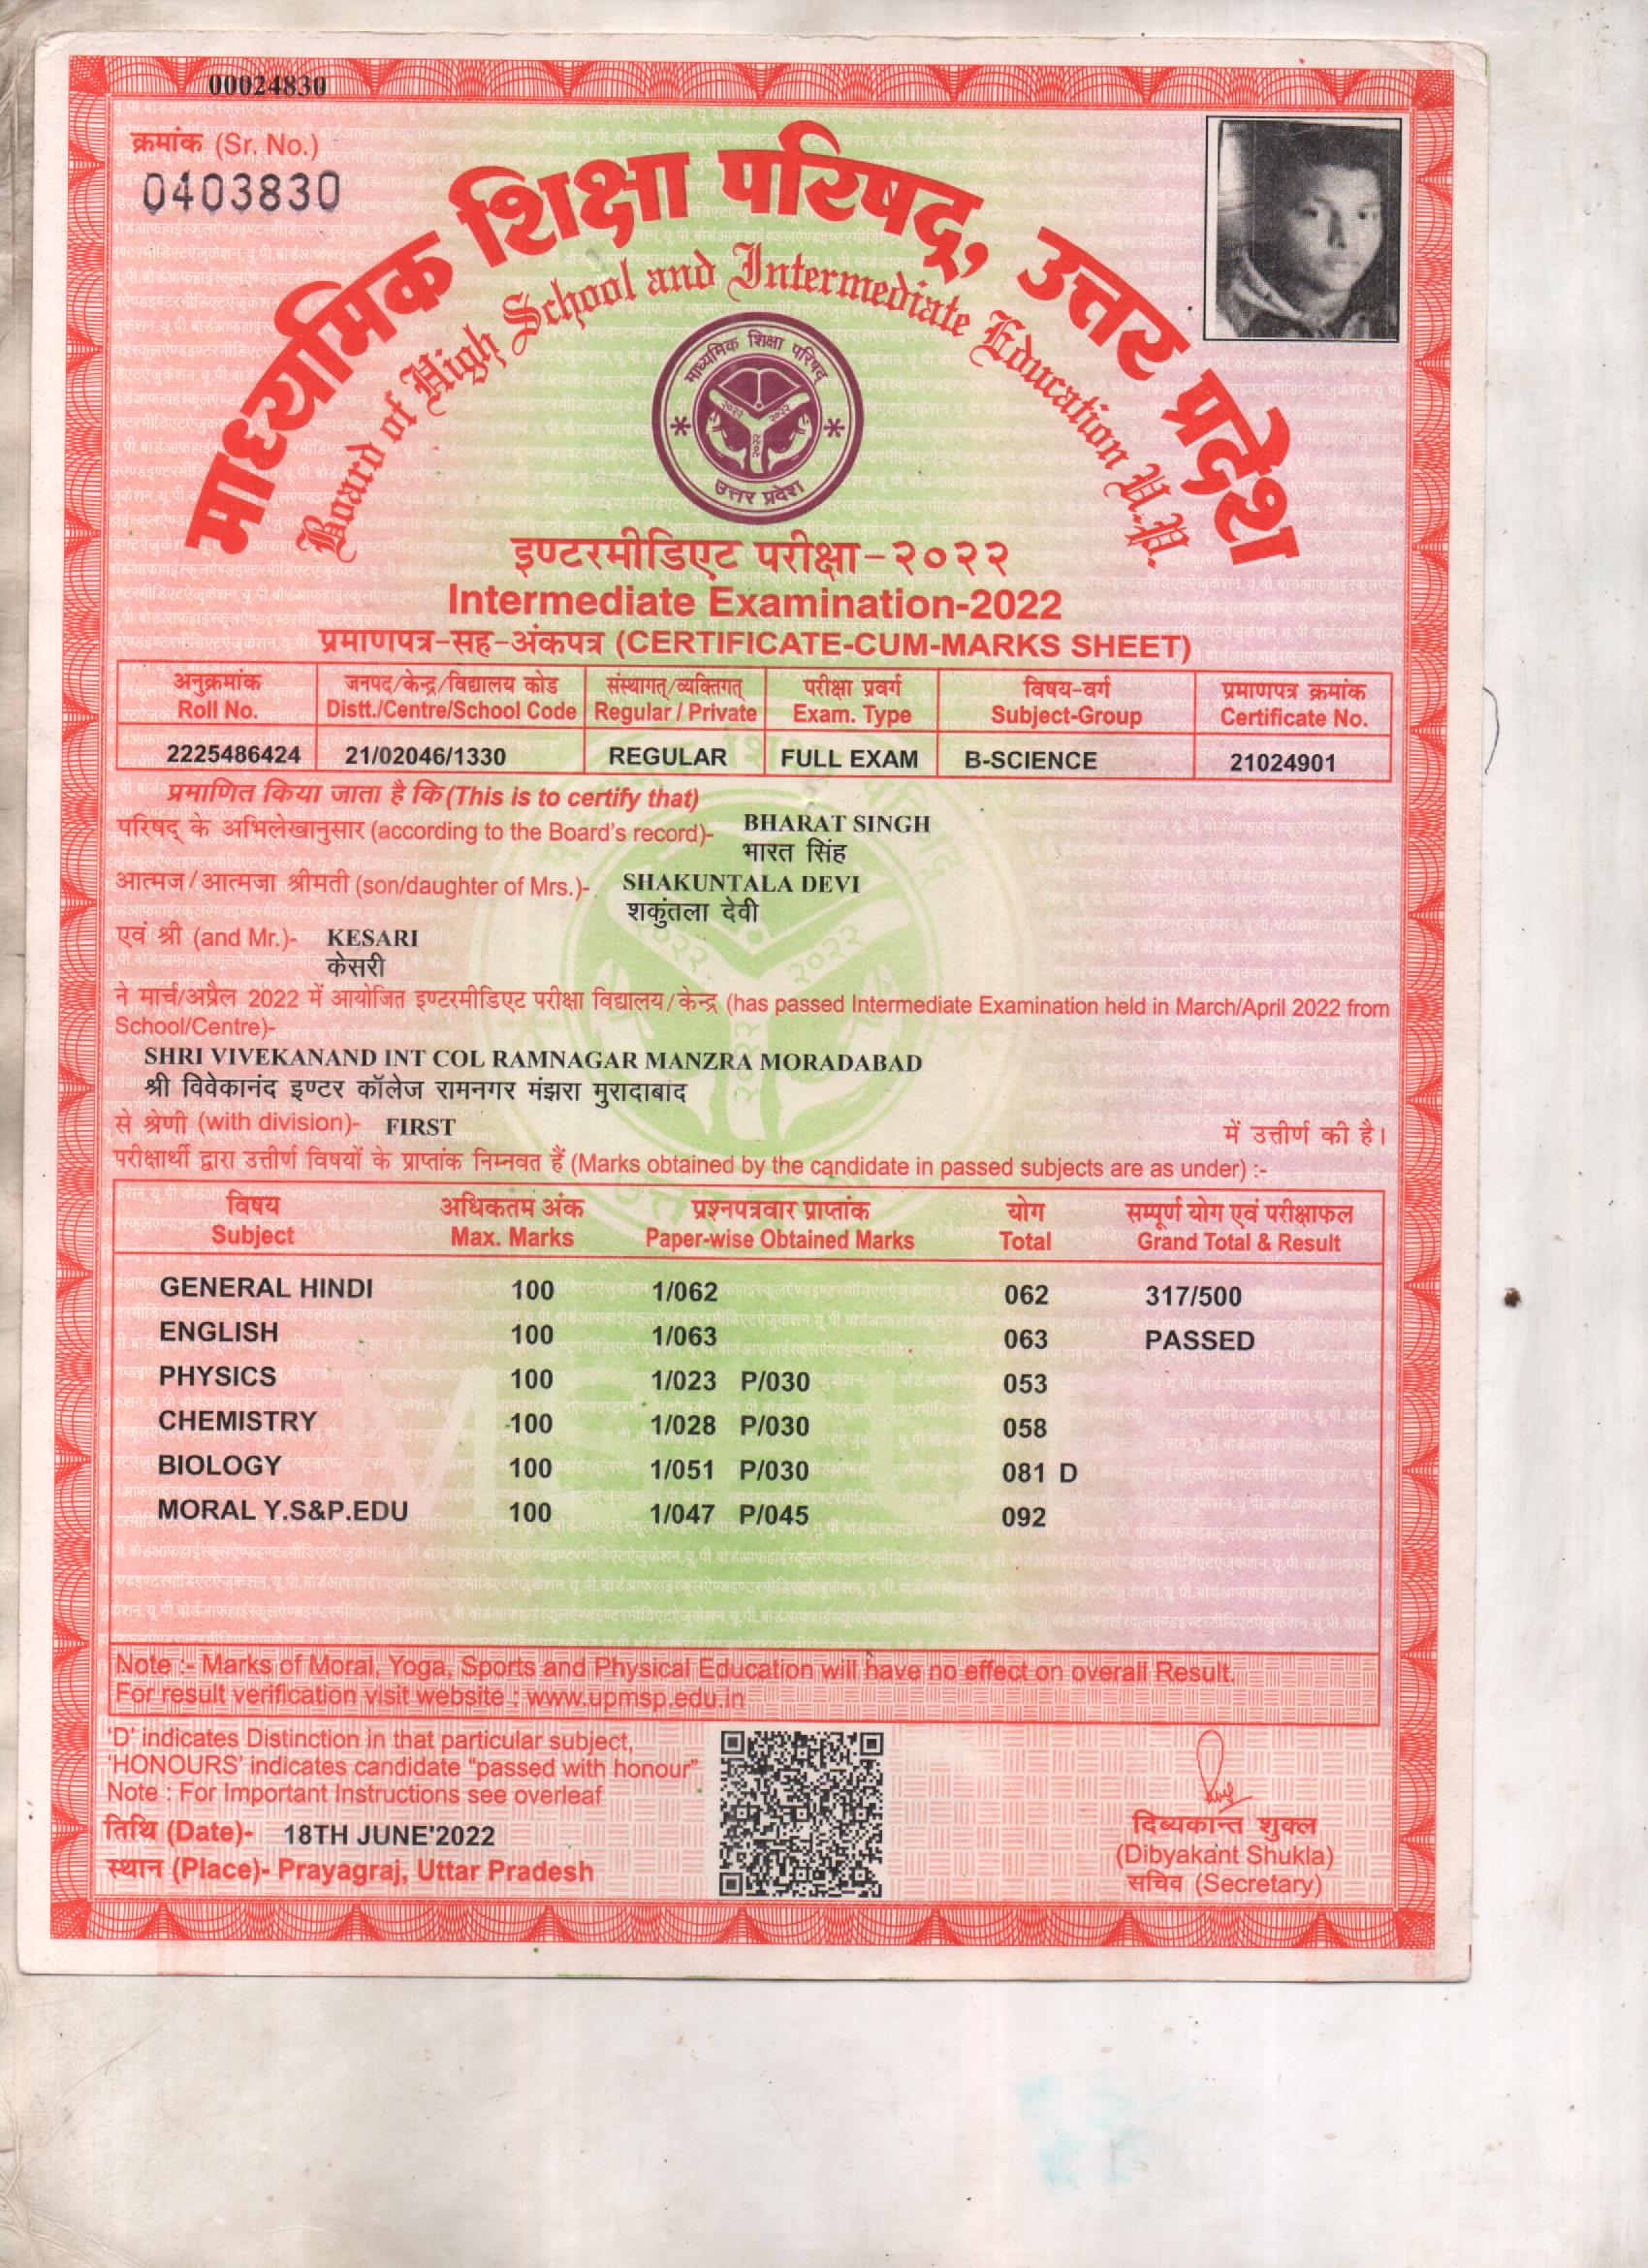 00024830
क्रमांक (Sr. No.)
0403830
माध्यमिक शिक्षा परिषद्, उत्तर प्रदेश
Board of High School and Intermediate Education U.P.
माध्यमिक शिक्षा परिषद्
२०२२ २०२२
२०२२
उत्तर प्रदेश
इण्टरमीडिएट परीक्षा-२०२२
Intermediate Examination-2022
प्रमाणपत्र-सह-अंकपत्र (CERTIFICATE-CUM-MARKS SHEET)
अनुक्रमांक जनपद/केन्द्र/विद्यालय कोड संस्थागत्/व्यक्तिगत् परीक्षा प्रवर्ग विषय-वर्ग प्रमाणपत्र क्रमांक
Roll No. Distt./Centre/School Code Regular / Private Exam. Type Subject-Group Certificate No.
2225486424 21/02046/1330 REGULAR FULL EXAM B-SCIENCE 21024901
प्रमाणित किया जाता है कि (This is to certify that)
परिषद् के अभिलेखानुसार (according to the Board's record)- BHARAT SINGH
भारत सिंह
आत्मज/आत्मजा श्रीमती (son/daughter of Mrs.)- SHAKUNTALA DEVI
शकुंतला देवी
एवं श्री (and Mr.)- KESARI
केसरी
ने मार्च/अप्रैल 2022 में आयोजित इण्टरमीडिएट परीक्षा विद्यालय/केन्द्र (has passed Intermediate Examination held in March/April 2022 from
School/Centre)-
SHRI VIVEKANAND INT COL RAMNAGAR MANZRA MORADABAD
श्री विवेकानंद इण्टर कॉलेज रामनगर मंझरा मुरादाबाद
से श्रेणी (with division)- FIRST में उत्तीर्ण की है।
परीक्षार्थी द्वारा उत्तीर्ण विषयों के प्राप्तांक निम्नवत हैं (Marks obtained by the candidate in passed subjects are as under) :-
विषय अधिकतम अंक प्रश्नपत्रवार प्राप्तांक योग सम्पूर्ण योग एवं परीक्षाफल
Subject Max. Marks Paper-wise Obtained Marks Total Grand Total & Result
GENERAL HINDI 100 1/062 062 317/500
ENGLISH 100 1/063 063 PASSED
PHYSICS 100 1/023 P/030 053
CHEMISTRY 100 1/028 P/030 058
BIOLOGY 100 1/051 P/030 081 D
MORAL Y.S&P.EDU 100 1/047 P/045 092
Note :- Marks of Moral, Yoga, Sports and Physical Education will have no effect on overall Result.
For result verification visit website : www.upmsp.edu.in
'D' indicates Distinction in that particular subject,
'HONOURS' indicates candidate "passed with honour"
Note : For Important Instructions see overleaf
तिथि (Date)- 18TH JUNE'2022
स्थान (Place)- Prayagraj, Uttar Pradesh
दिब्यकान्त शुक्ल
(Dibyakant Shukla)
सचिव (Secretary)